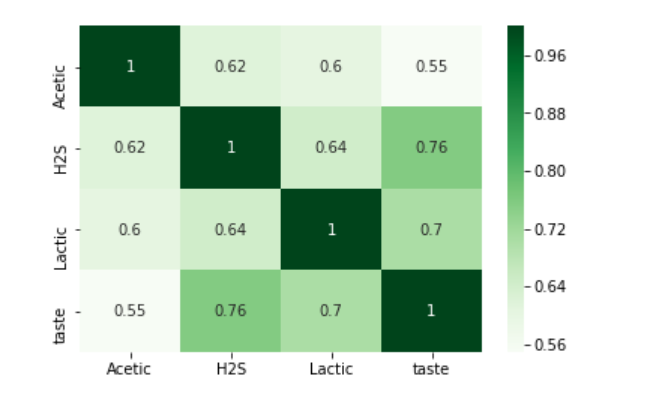 Acetic 1 0.62 0.6 0.55
H2S 0.62 1 0.64 0.76
Lactic 0.6 0.64 1 0.7
taste 0.55 0.76 0.7 1
Acetic H2S Lactic taste
0.96
0.88
0.80
0.72
0.64
0.56